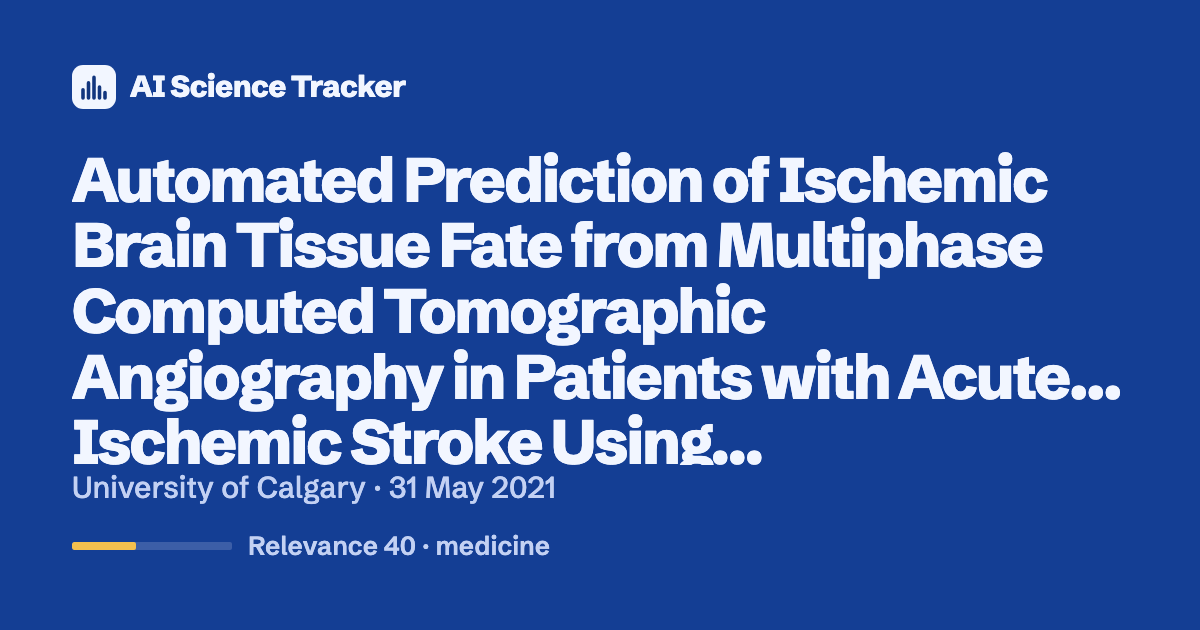 AI Science Tracker
Automated Prediction of Ischemic
Brain Tissue Fate from Multiphase
Computed Tomographic
Angiography in Patients with Acute...
Ischemic Stroke Using...
University of Calgary · 31 May 2021
Relevance 40 · medicine